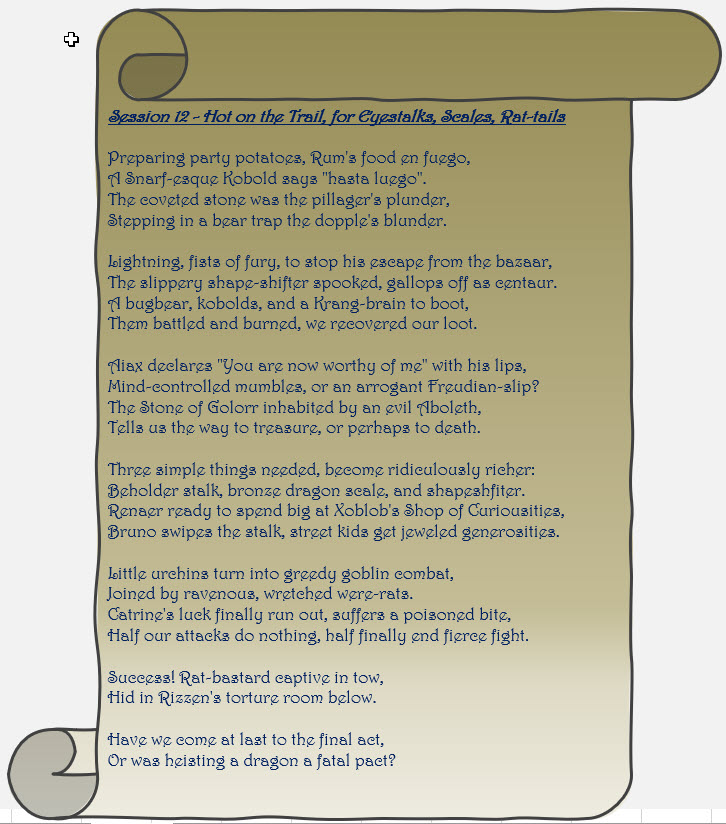 Session 12 - Hot on the Trail, for Eyestalks, Scales, Rat-tails
Preparing party potatoes, Rum's food en fuego,
A Snarf-esque Kobold says "hasta luego".
The coveted stone was the pillager's plunder,
Stepping in a bear trap the dopple's blunder.
Lightning, fists of fury, to stop his escape from the bazaar,
The slippery shape-shifter spooked, gallops off as centaur.
A bugbear, kobolds, and a Krang-brain to boot,
Them battled and burned, we recovered our loot.
Aiax declares "You are now worthy of me" with his lips,
Mind-controlled mumbles, or an arrogant Freudian-slip?
The Stone of Golorr inhabited by an evil Aboleth,
Tells us the way to treasure, or perhaps to death.
Three simple things needed, become ridiculously richer:
Beholder stalk, bronze dragon scale, and shapeshfiter.
Renaer ready to spend big at Xoblob's Shop of Curiousities,
Bruno swipes the stalk, street kids get jeweled generosities.
Little urchins turn into greedy goblin combat,
Joined by ravenous, wretched were-rats.
Catrine's luck finally run out, suffers a poisoned bite,
Half our attacks do nothing, half finally end fierce fight.
Success! Rat-bastard captive in tow,
Hid in Rizzen's torture room below.
Have we come at last to the final act,
Or was heisting a dragon a fatal pact?